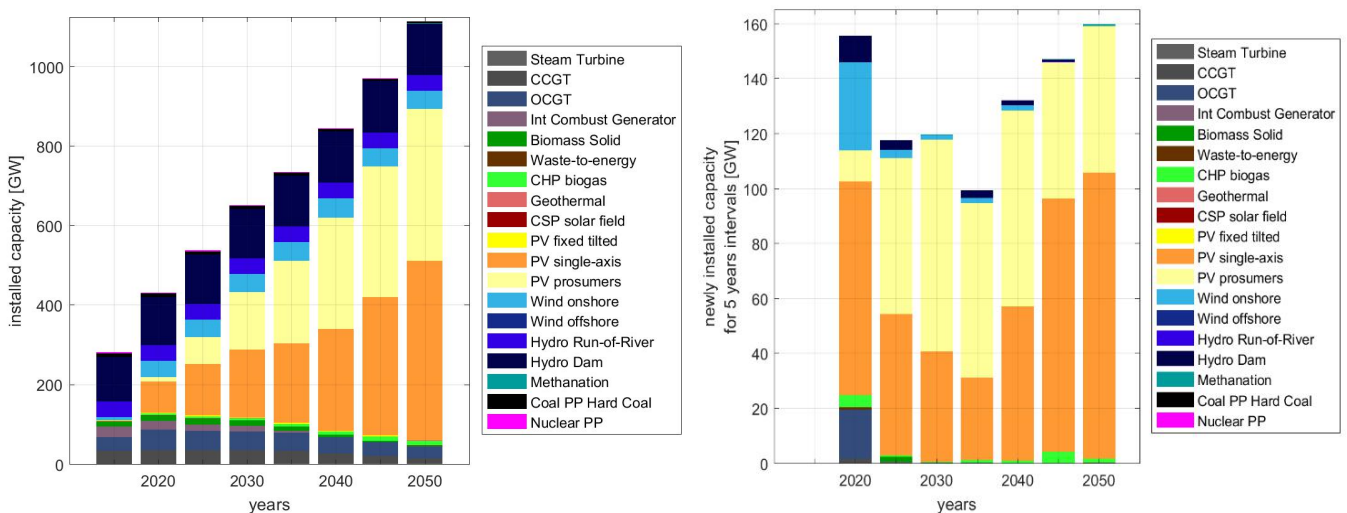 installed capacity [GW]
1000
800
600
400
200
0
2020
2030
2040
2050
years
Steam Turbine
CCGT
OCGT
Int Combust Generator
Biomass Solid
Waste-to-energy
CHP biogas
Geothermal
CSP solar field
PV fixed tilted
PV single-axis
PV prosumers
Wind onshore
Wind offshore
Hydro Run-of-River
Hydro Dam
Methanation
Coal PP Hard Coal
Nuclear PP
newly installed capacity
for 5 years intervals [GW]
160
140
120
100
80
60
40
20
0
2020
2030
2040
2050
years
Steam Turbine
CCGT
OCGT
Int Combust Generator
Biomass Solid
Waste-to-energy
CHP biogas
Geothermal
CSP solar field
PV fixed tilted
PV single-axis
PV prosumers
Wind onshore
Wind offshore
Hydro Run-of-River
Hydro Dam
Methanation
Coal PP Hard Coal
Nuclear PP